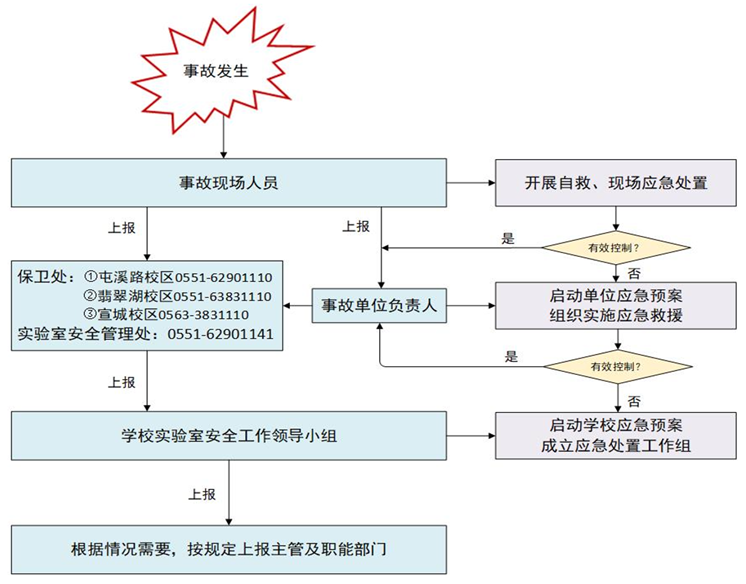 事故发生
事故现场人员
开展自救、现场应急处置
上报
上报
是
有效控制？
否
保卫处：①屯溪路校区0551-62901110
②翡翠湖校区0551-63831110
③宣城校区0563-3831110
实验室安全管理处：0551-62901141
事故单位负责人
启动单位应急预案
组织实施应急救援
是
有效控制？
否
上报
学校实验室安全工作领导小组
启动学校应急预案
成立应急处置工作组
上报
根据情况需要，按规定上报主管及职能部门